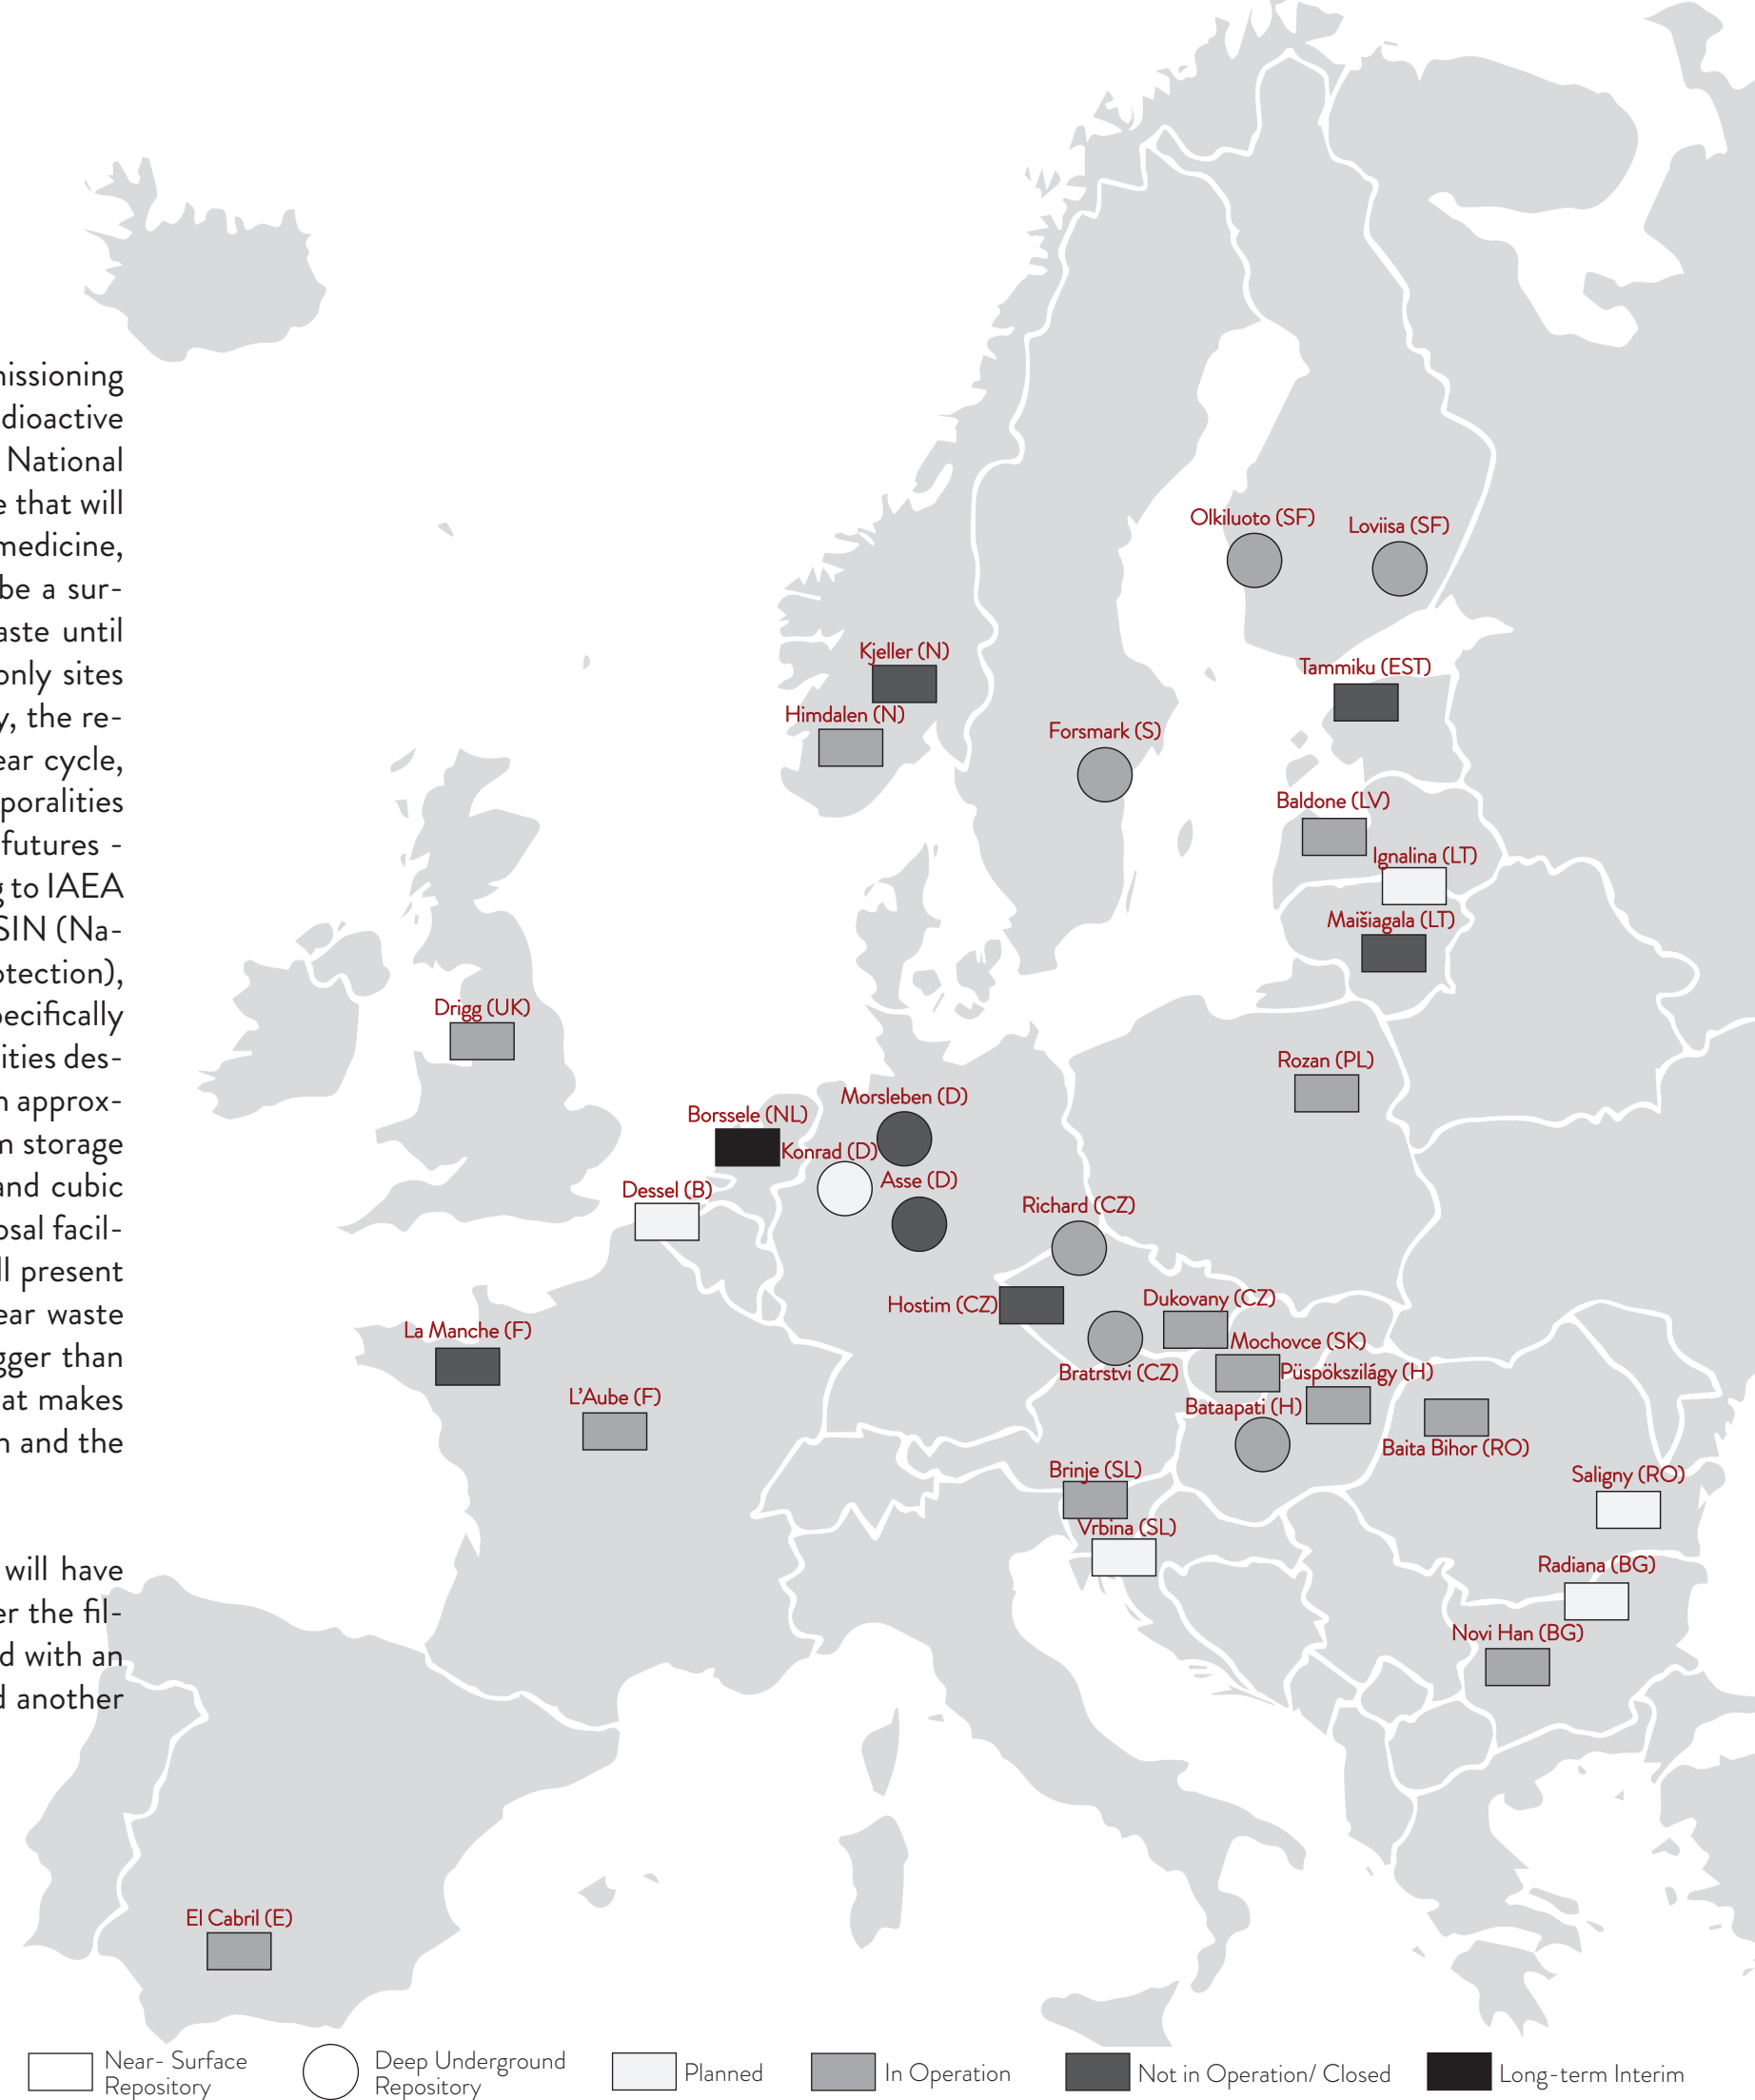 missioning
dioactive
National
e that will
medicine,
be a sur-
aste until
only sites
y, the re-
ear cycle,
poralities
futures -
g to IAEA
SIN (Na-
otection),
pecifically
ities des-
n approx-
m storage
and cubic
osal facil-
ll present
ear waste
gger than
at makes
n and the
will have
er the fil-
d with an
d another
Olkiluoto (SF)
Loviisa (SF)
Kjeller (N)
Tammiku (EST)
Himdalen (N)
Forsmark (S)
Baldone (LV)
Ignalina (LT)
Maišiagala (LT)
Drigg (UK)
Rozan (PL)
Morsleben (D)
Borssele (NL)
Konrad (D)
Asse (D)
Dessel (B)
Richard (CZ)
Hostim (CZ)
Dukovany (CZ)
La Manche (F)
Mochovce (SK)
Bratrstvi (CZ)
Püspökszilágy (H)
L'Aube (F)
Bataapati (H)
Baita Bihor (RO)
Brinje (SL)
Saligny (RO)
Vrbina (SL)
Radiana (BG)
Novi Han (BG)
El Cabril (E)
Near- Surface
Repository
Deep Underground
Repository
Planned
In Operation
Not in Operation/ Closed
Long-term Interim